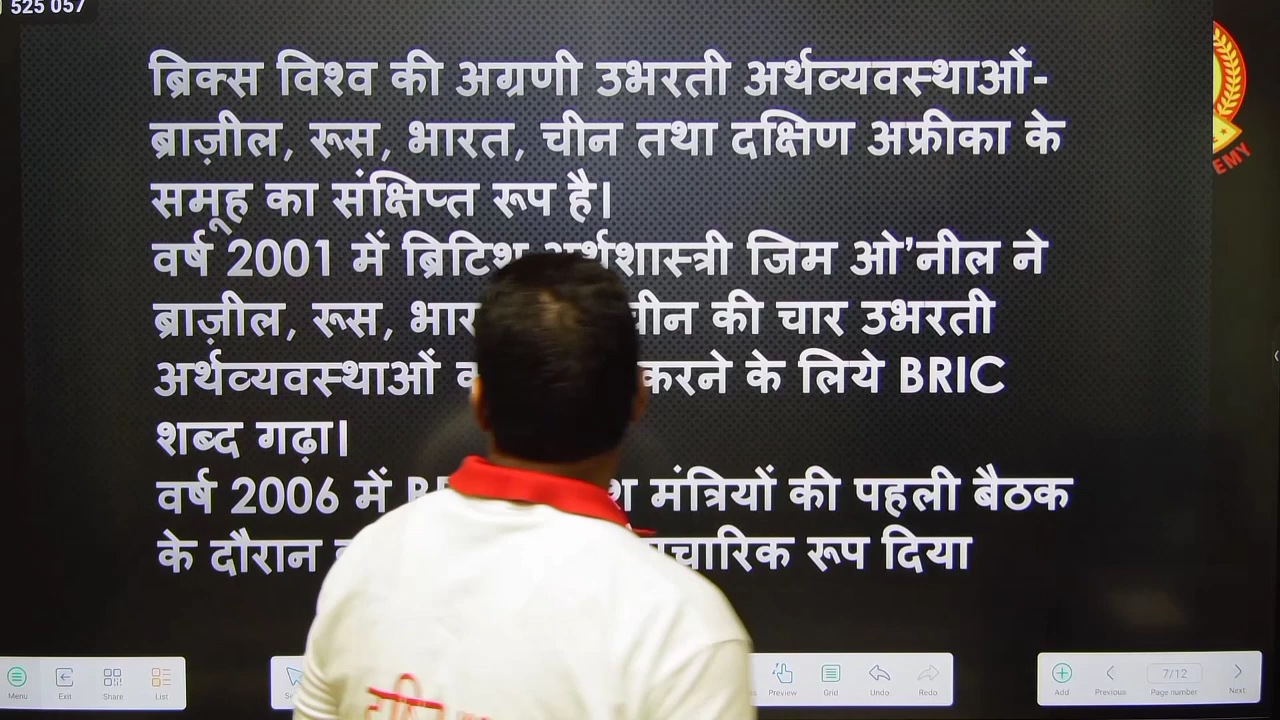 525 057
ब्रिक्स विश्व की अग्रणी उभरती अर्थव्यवस्थाओं-
ब्राज़ील, रूस, भारत, चीन तथा दक्षिण अफ्रीका के
समूह का संक्षिप्त रूप है।
वर्ष 2001 में ब्रिटिश अर्थशास्त्री जिम ओ’नील ने
ब्राज़ील, रूस, चीन की चार उभरती
अर्थव्यवस्थाओं करने के लिये BRIC
शब्द गढ़ा।
वर्ष 2006 में मंत्रियों की पहली बैठक
के दौरान रूप दिया
Menu Exit Share List Preview Grid Undo Redo Add Previous 7/12 Page number Next